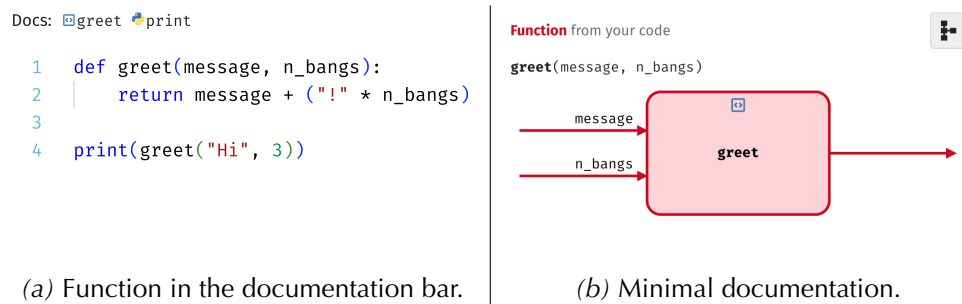 Docs: greet print
1 def greet(message, n_bangs):
2     return message + ("!" * n_bangs)
3
4 print(greet("Hi", 3))
(a) Function in the documentation bar.
Function from your code
greet(message, n_bangs)
message
n_bangs
greet
(b) Minimal documentation.